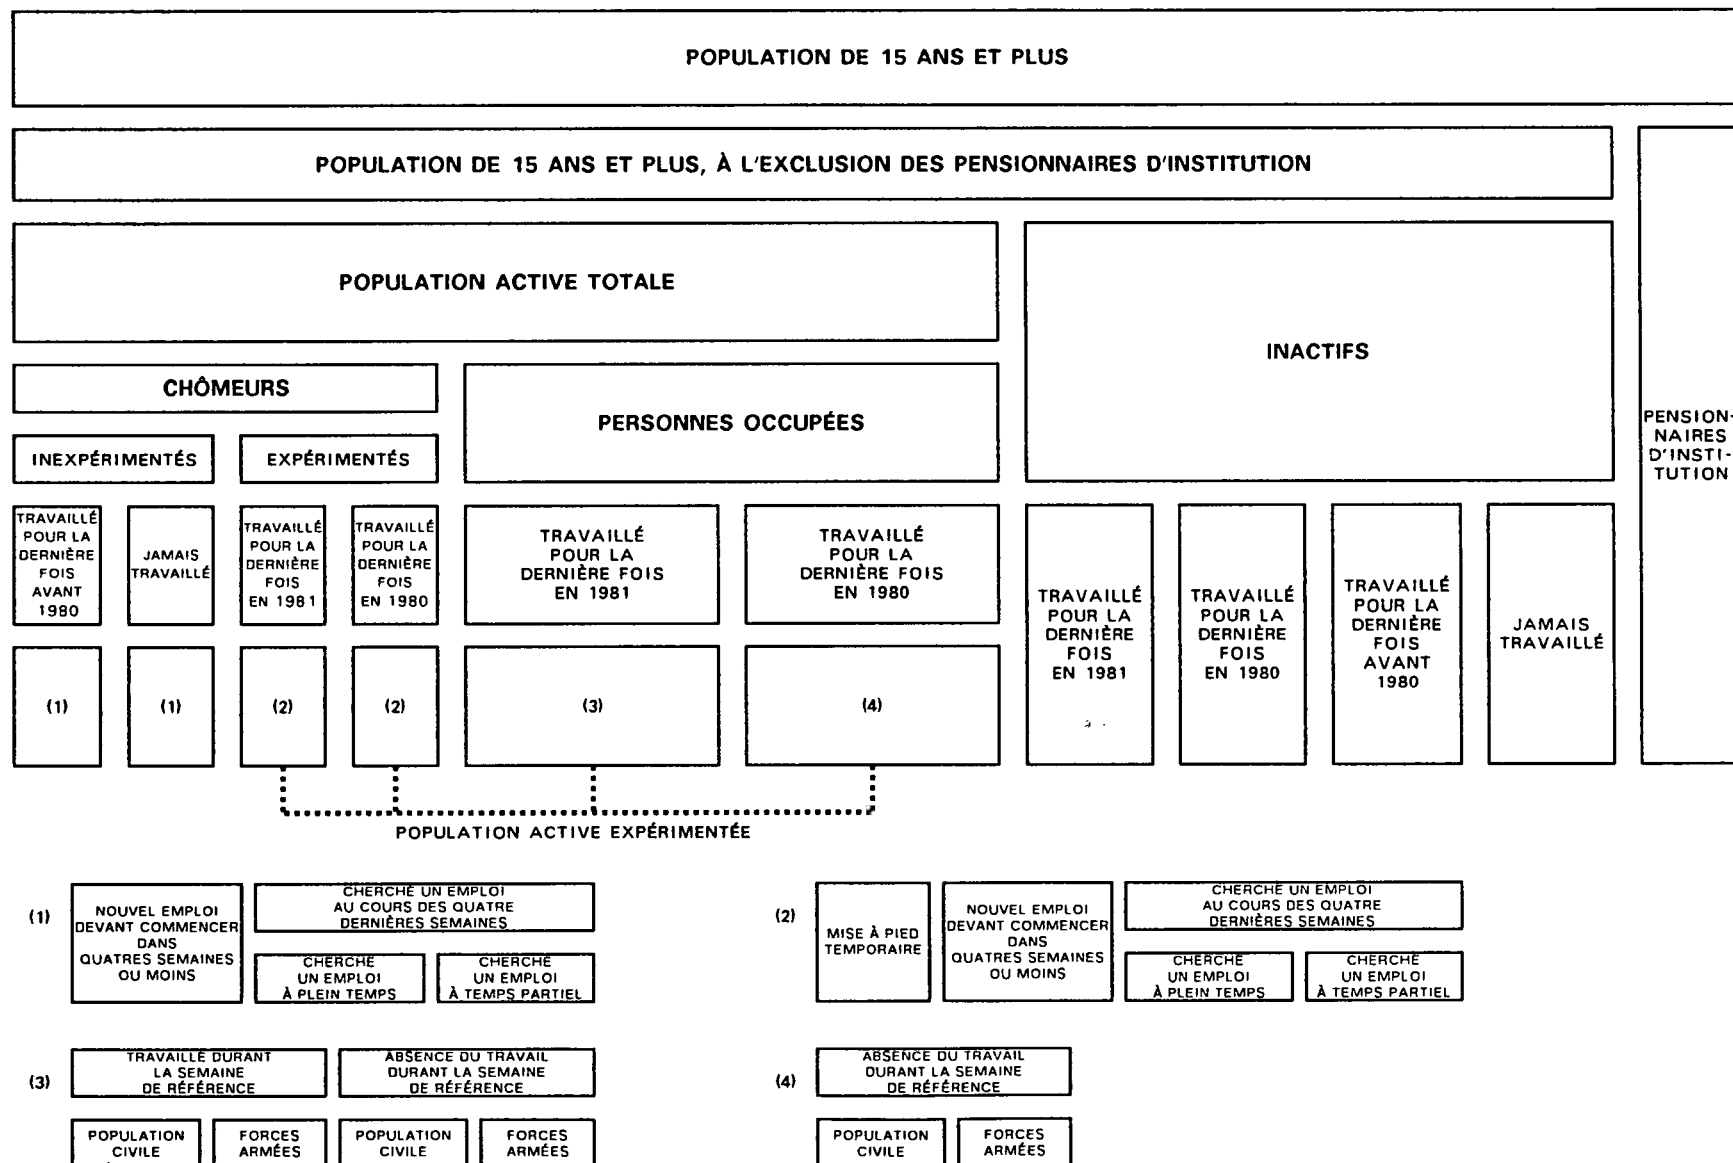 POPULATION DE 15 ANS ET PLUS
POPULATION DE 15 ANS ET PLUS, À L'EXCLUSION DES PENSIONNAIRES D'INSTITUTION
POPULATION ACTIVE TOTALE
INACTIFS
PENSION-
NAIRES
D'INSTI-
TUTION
CHÔMEURS
PERSONNES OCCUPÉES
INEXPÉRIMENTÉS
EXPÉRIMENTÉS
TRAVAILLÉ
POUR LA
DERNIÈRE
FOIS
AVANT
1980
JAMAIS
TRAVAILLÉ
TRAVAILLÉ
POUR LA
DERNIÈRE
FOIS
EN 1981
TRAVAILLÉ
POUR LA
DERNIÈRE
FOIS
EN 1980
TRAVAILLÉ
POUR LA
DERNIÈRE FOIS
EN 1981
TRAVAILLÉ
POUR LA
DERNIÈRE FOIS
EN 1980
TRAVAILLÉ
POUR LA
DERNIÈRE
FOIS
EN 1981
TRAVAILLÉ
POUR LA
DERNIÈRE
FOIS
EN 1980
TRAVAILLÉ
POUR LA
DERNIÈRE
FOIS
AVANT
1980
JAMAIS
TRAVAILLÉ
(1)
(1)
(2)
(2)
(3)
(4)
POPULATION ACTIVE EXPÉRIMENTÉE
(1)
NOUVEL EMPLOI
DEVANT COMMENCER
DANS
QUATRES SEMAINES
OU MOINS
CHERCHÉ UN EMPLOI
AU COURS DES QUATRE
DERNIÈRES SEMAINES
CHERCHÉ
UN EMPLOI
À PLEIN TEMPS
CHERCHÉ
UN EMPLOI
À TEMPS PARTIEL
(2)
MISE À PIED
TEMPORAIRE
NOUVEL EMPLOI
DEVANT COMMENCER
DANS
QUATRES SEMAINES
OU MOINS
CHERCHÉ UN EMPLOI
AU COURS DES QUATRE
DERNIÈRES SEMAINES
CHERCHÉ
UN EMPLOI
À PLEIN TEMPS
CHERCHÉ
UN EMPLOI
À TEMPS PARTIEL
(3)
TRAVAILLÉ DURANT
LA SEMAINE
DE RÉFÉRENCE
ABSENCE DU TRAVAIL
DURANT LA SEMAINE
DE RÉFÉRENCE
POPULATION
CIVILE
FORCES
ARMÉES
POPULATION
CIVILE
FORCES
ARMÉES
(4)
ABSENCE DU TRAVAIL
DURANT LA SEMAINE
DE RÉFÉRENCE
POPULATION
CIVILE
FORCES
ARMÉES